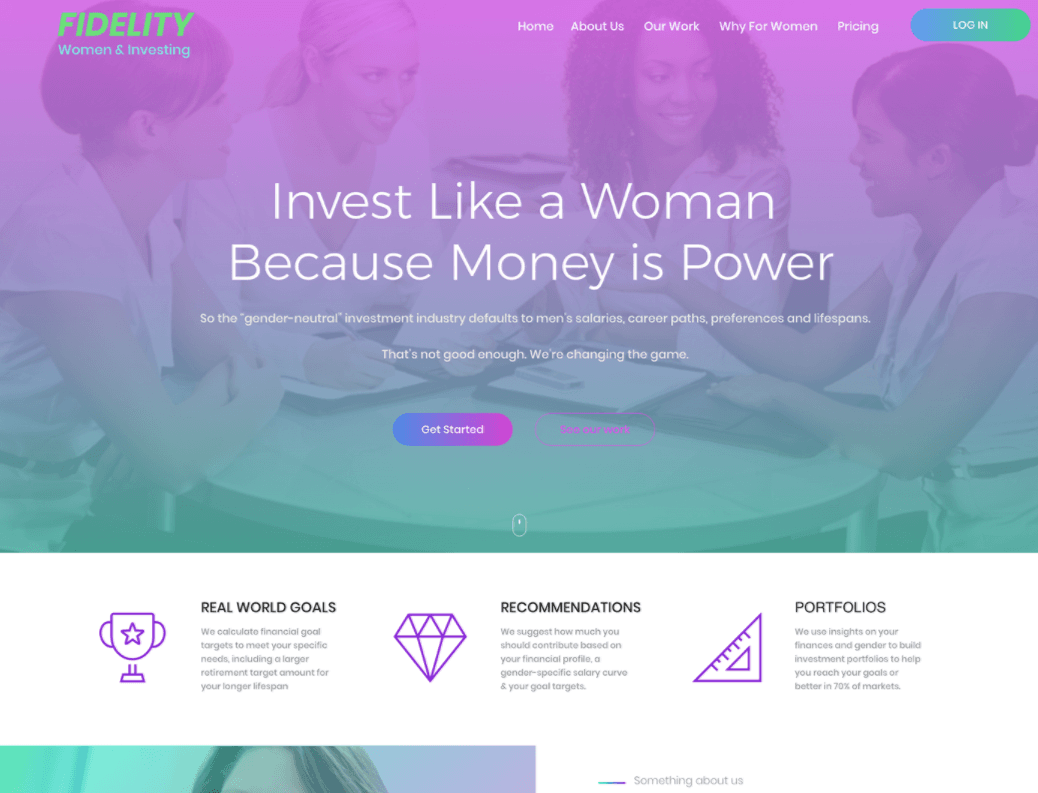 FIDELITY
Women & Investing
Home About Us Our Work Why For Women Pricing LOG IN
Invest Like a Woman
Because Money is Power
So the "gender-neutral" investment industry defaults to men's salaries, career paths, preferences and lifespans.
That's not good enough. We're changing the game.
Get Started See our work
REAL WORLD GOALS
We calculate financial goal
targets to meet your specific
needs, including a larger
retirement target amount for
your longer lifespan
RECOMMENDATIONS
We suggest how much you
should contribute based on
your financial profile, a
gender-specific salary curve
& your goal targets.
PORTFOLIOS
We use insights on your
finances and gender to build
investment portfolios to help
you reach your goals or
better in 70% of markets.
Something about us